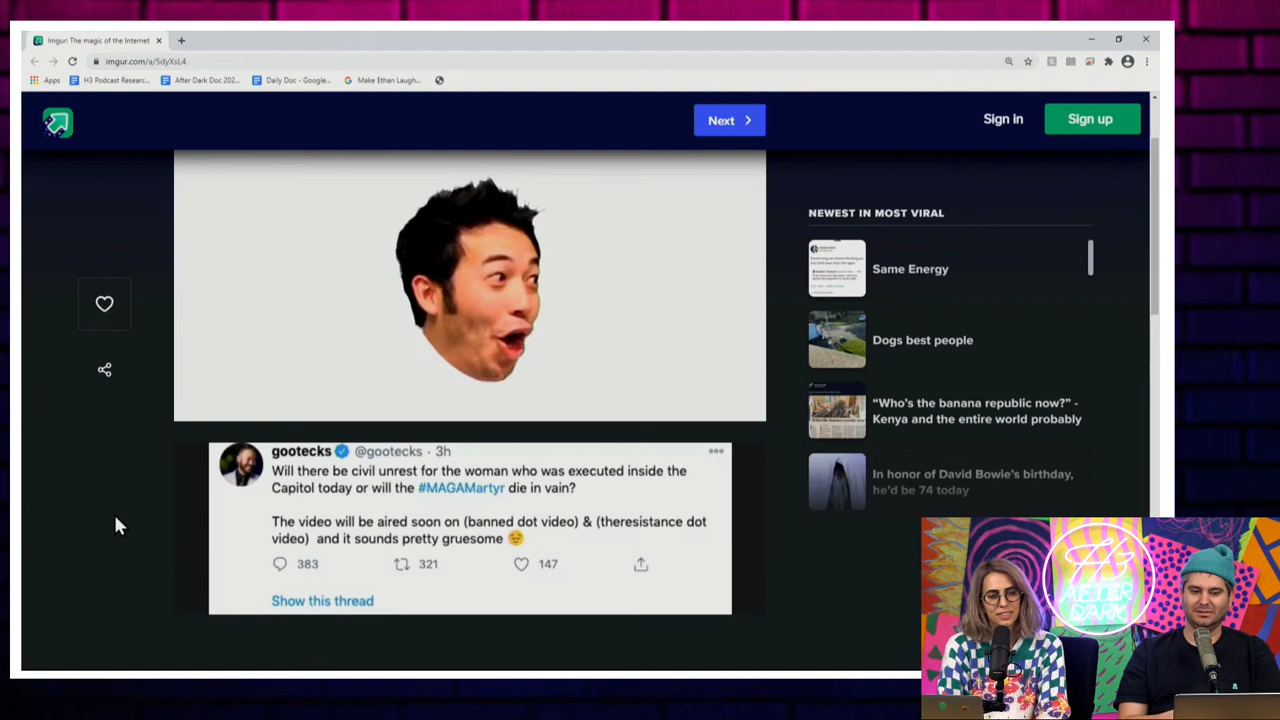 Imgur: The magic of the Internet
imgur.com/a/5dyXsL4
Apps
H3 Podcast Researc...
After Dark Doc 202...
Daily Doc - Google...
Make Ethan Laugh...
Next
Sign in
Sign up
NEWEST IN MOST VIRAL
Same Energy
Dogs best people
“Who’s the banana republic now?” -
Kenya and the entire world probably
In honor of David Bowie’s birthday,
he’d be 74 today
gootecks @gootecks · 3h
Will there be civil unrest for the woman who was executed inside the
Capitol today or will the #MAGAMartyr die in vain?
The video will be aired soon on (banned dot video) & (theresistance dot
video) and it sounds pretty gruesome 😔
383 321 147
Show this thread
H3
AFTER
DARK